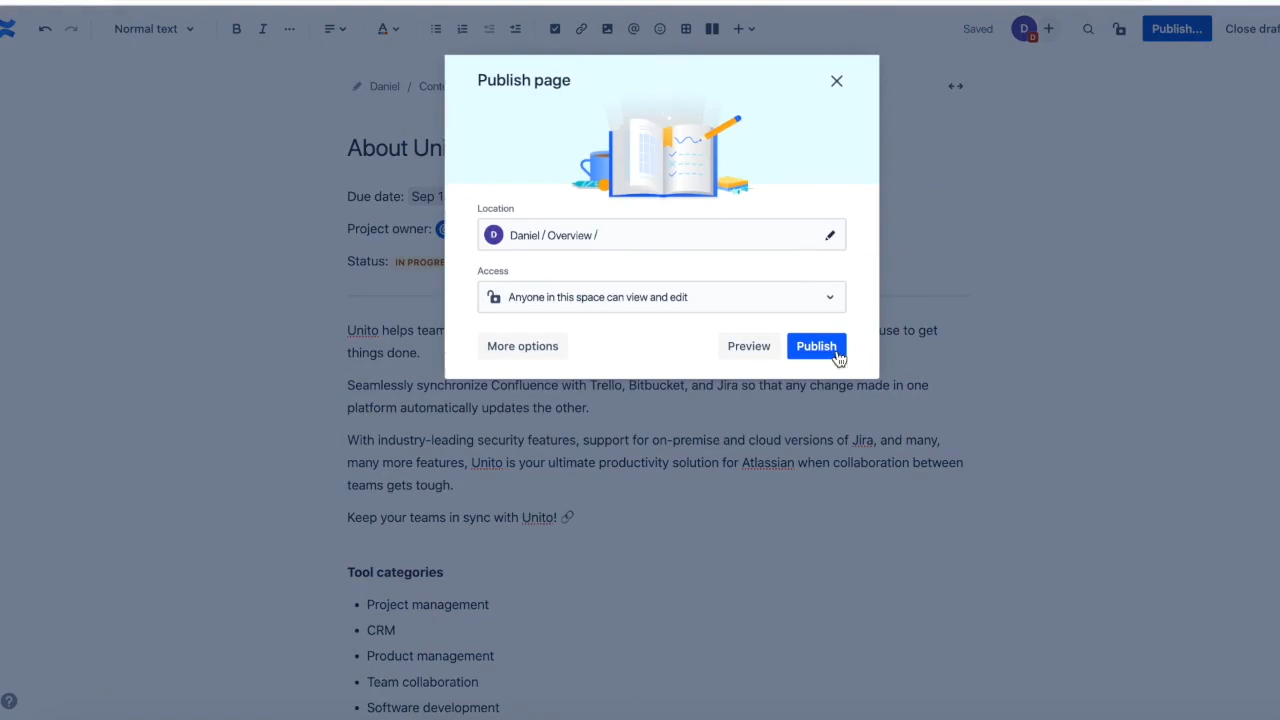 Normal text
B
I
A
Saved
D
D
Publish...
Close draf
Publish page
Daniel / Conte
About Uni
Due date: Sep 1
Project owner:
Status: IN PROGRE
Location
D Daniel / Overview /
Access
Anyone in this space can view and edit
More options
Preview
Publish
Unito helps team use to get
things done.
Seamlessly synchronize Confluence with Trello, Bitbucket, and Jira so that any change made in one
platform automatically updates the other.
With industry-leading security features, support for on-premise and cloud versions of Jira, and many,
many more features, Unito is your ultimate productivity solution for Atlassian when collaboration between
teams gets tough.
Keep your teams in sync with Unito! 🔗
Tool categories
• Project management
• CRM
• Product management
• Team collaboration
• Software development